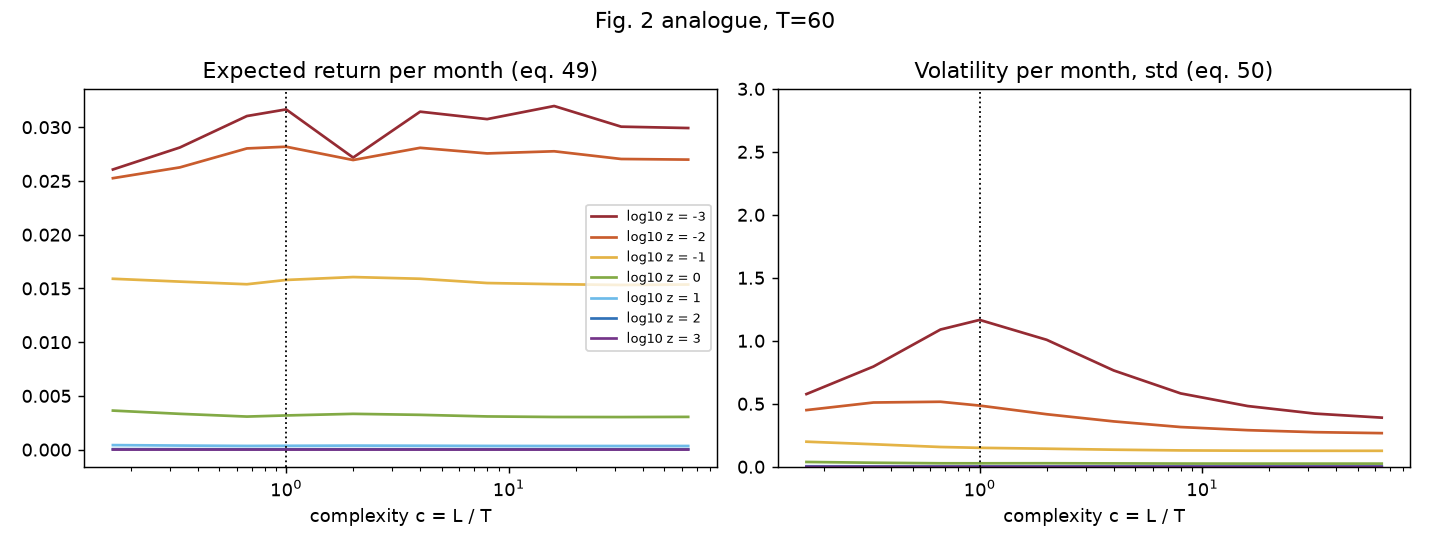 Fig. 2 analogue, T=60
Expected return per month (eq. 49)
0.030
0.025
0.020
0.015
0.010
0.005
0.000
log10 z = -3
log10 z = -2
log10 z = -1
log10 z = 0
log10 z = 1
log10 z = 2
log10 z = 3
10⁰ 10¹
complexity c = L / T
Volatility per month, std (eq. 50)
3.0
2.5
2.0
1.5
1.0
0.5
0.0
10⁰ 10¹
complexity c = L / T